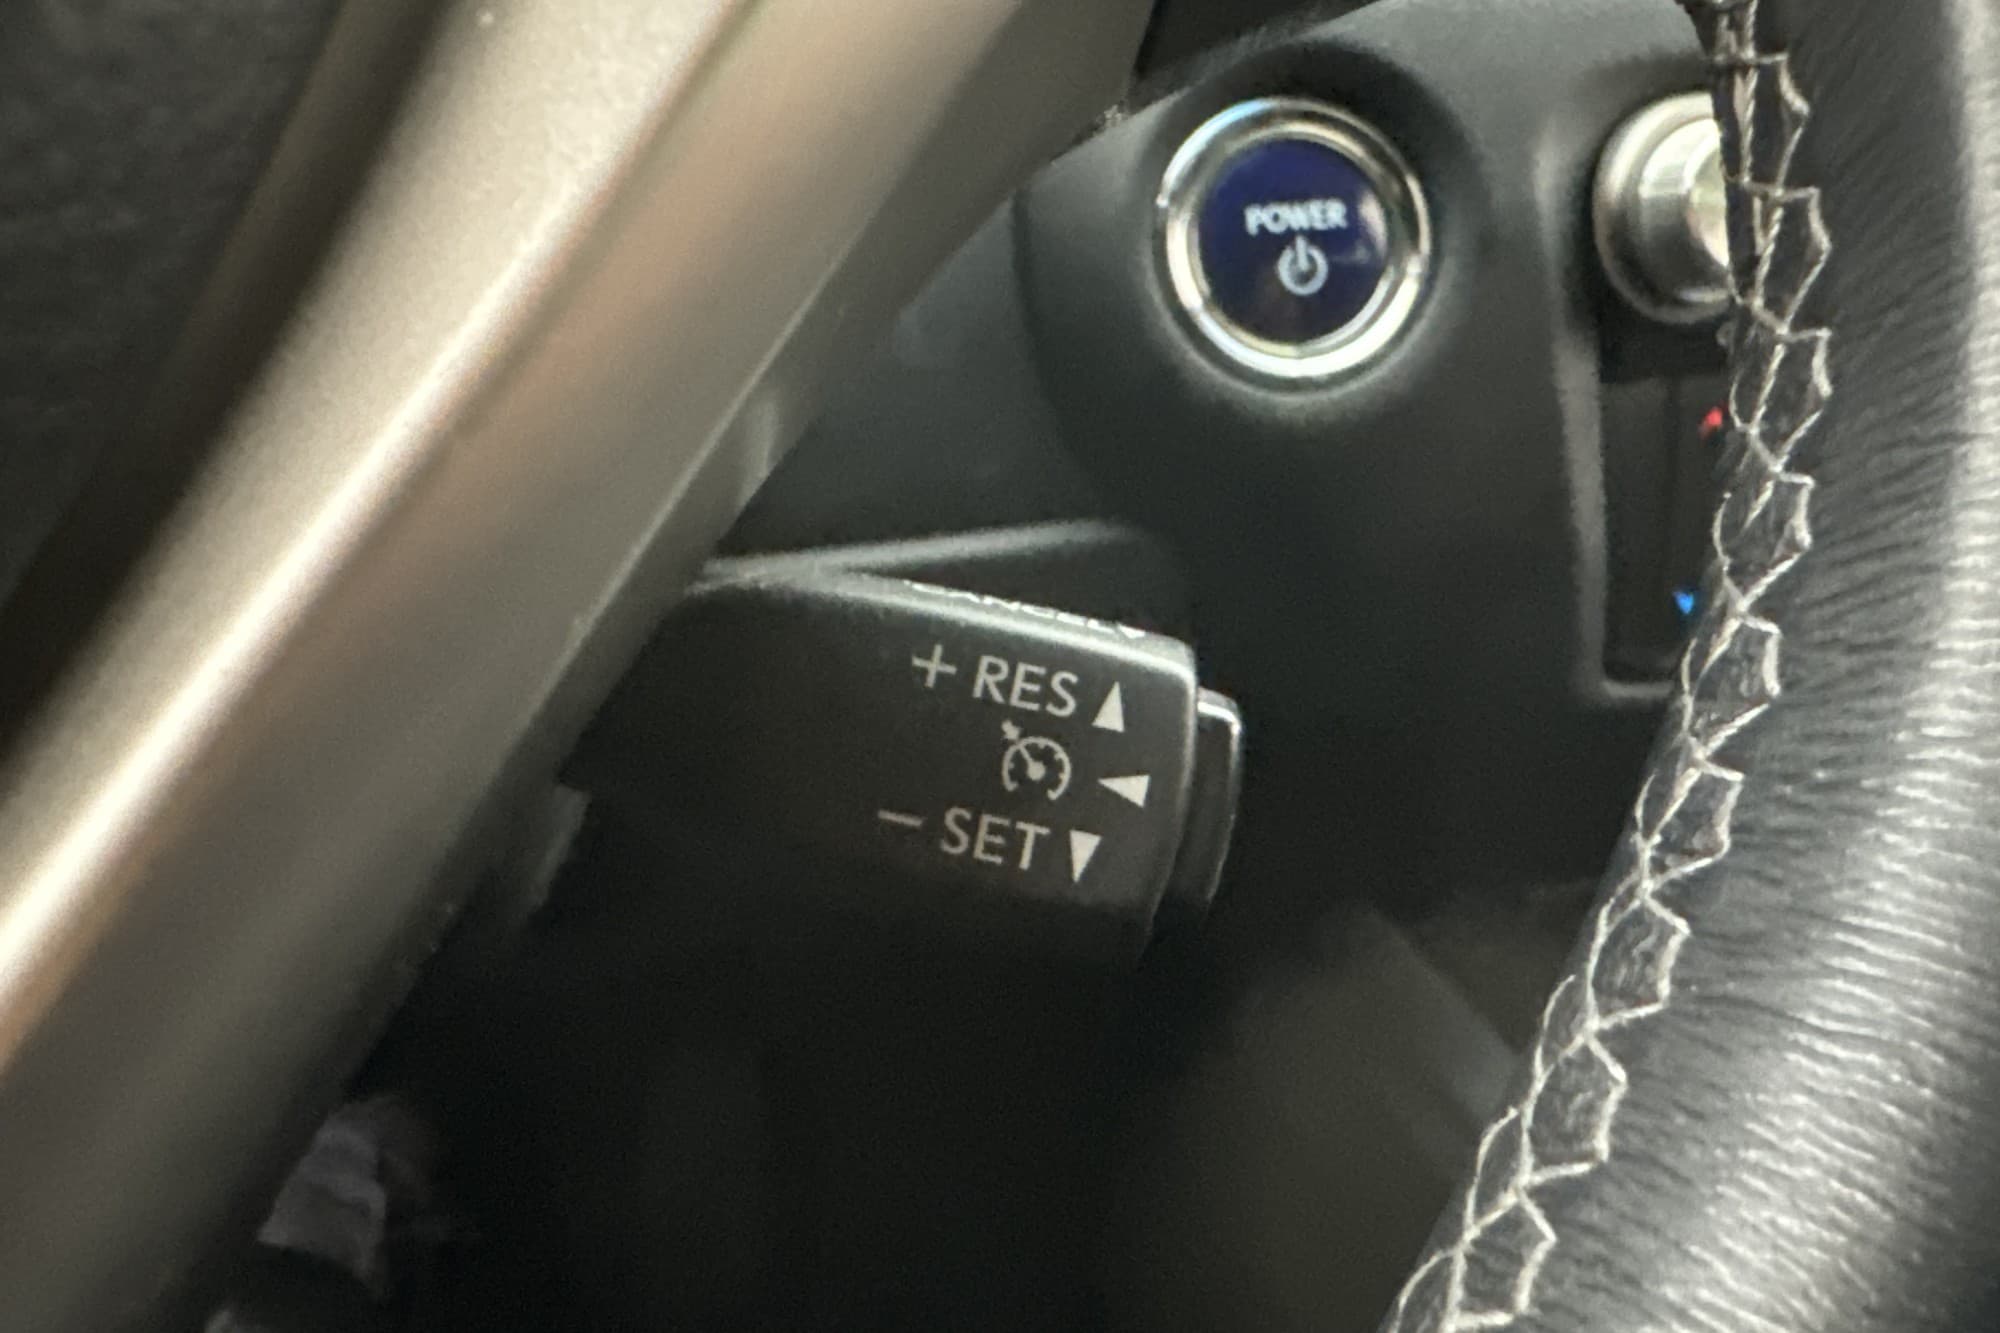 POWER
+ RES
− SET